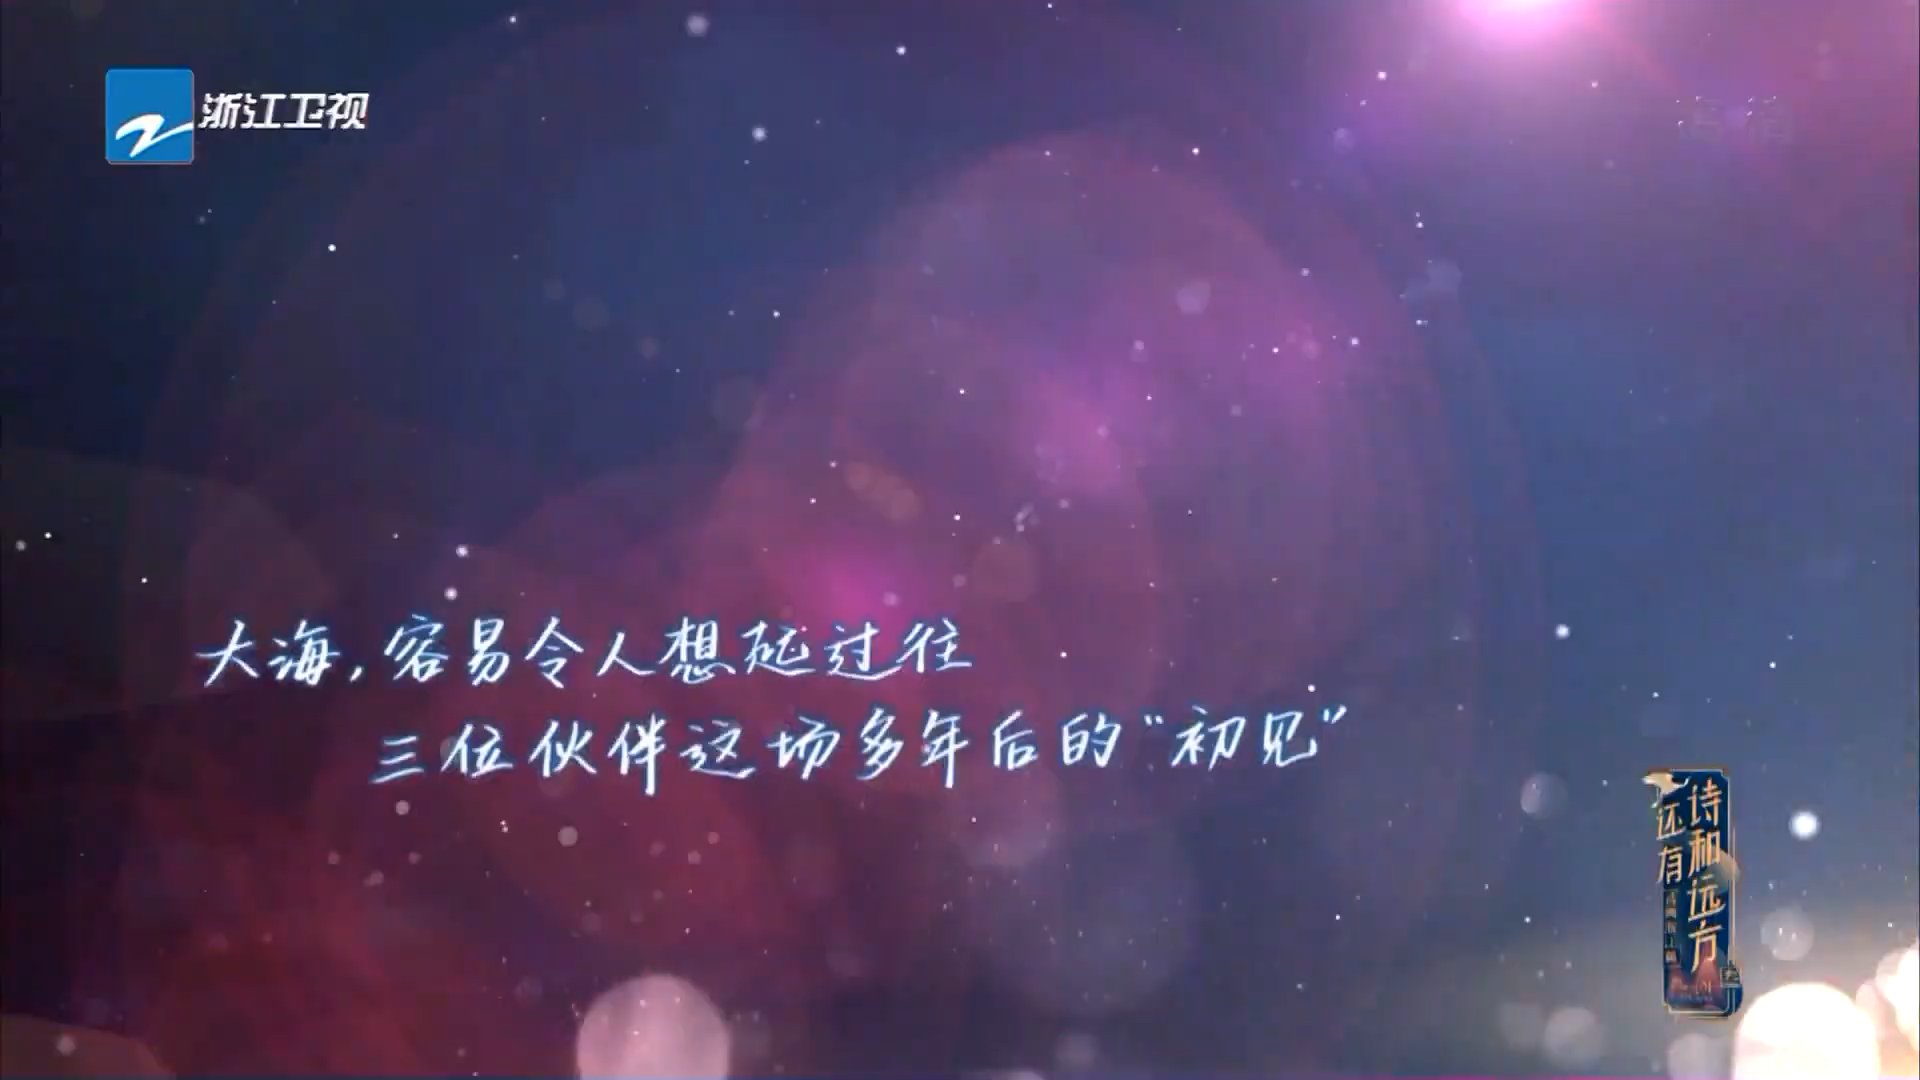 浙江卫视
大海，容易令人想起过往
三位伙伴这场多年后的“初见”
还有诗和远方